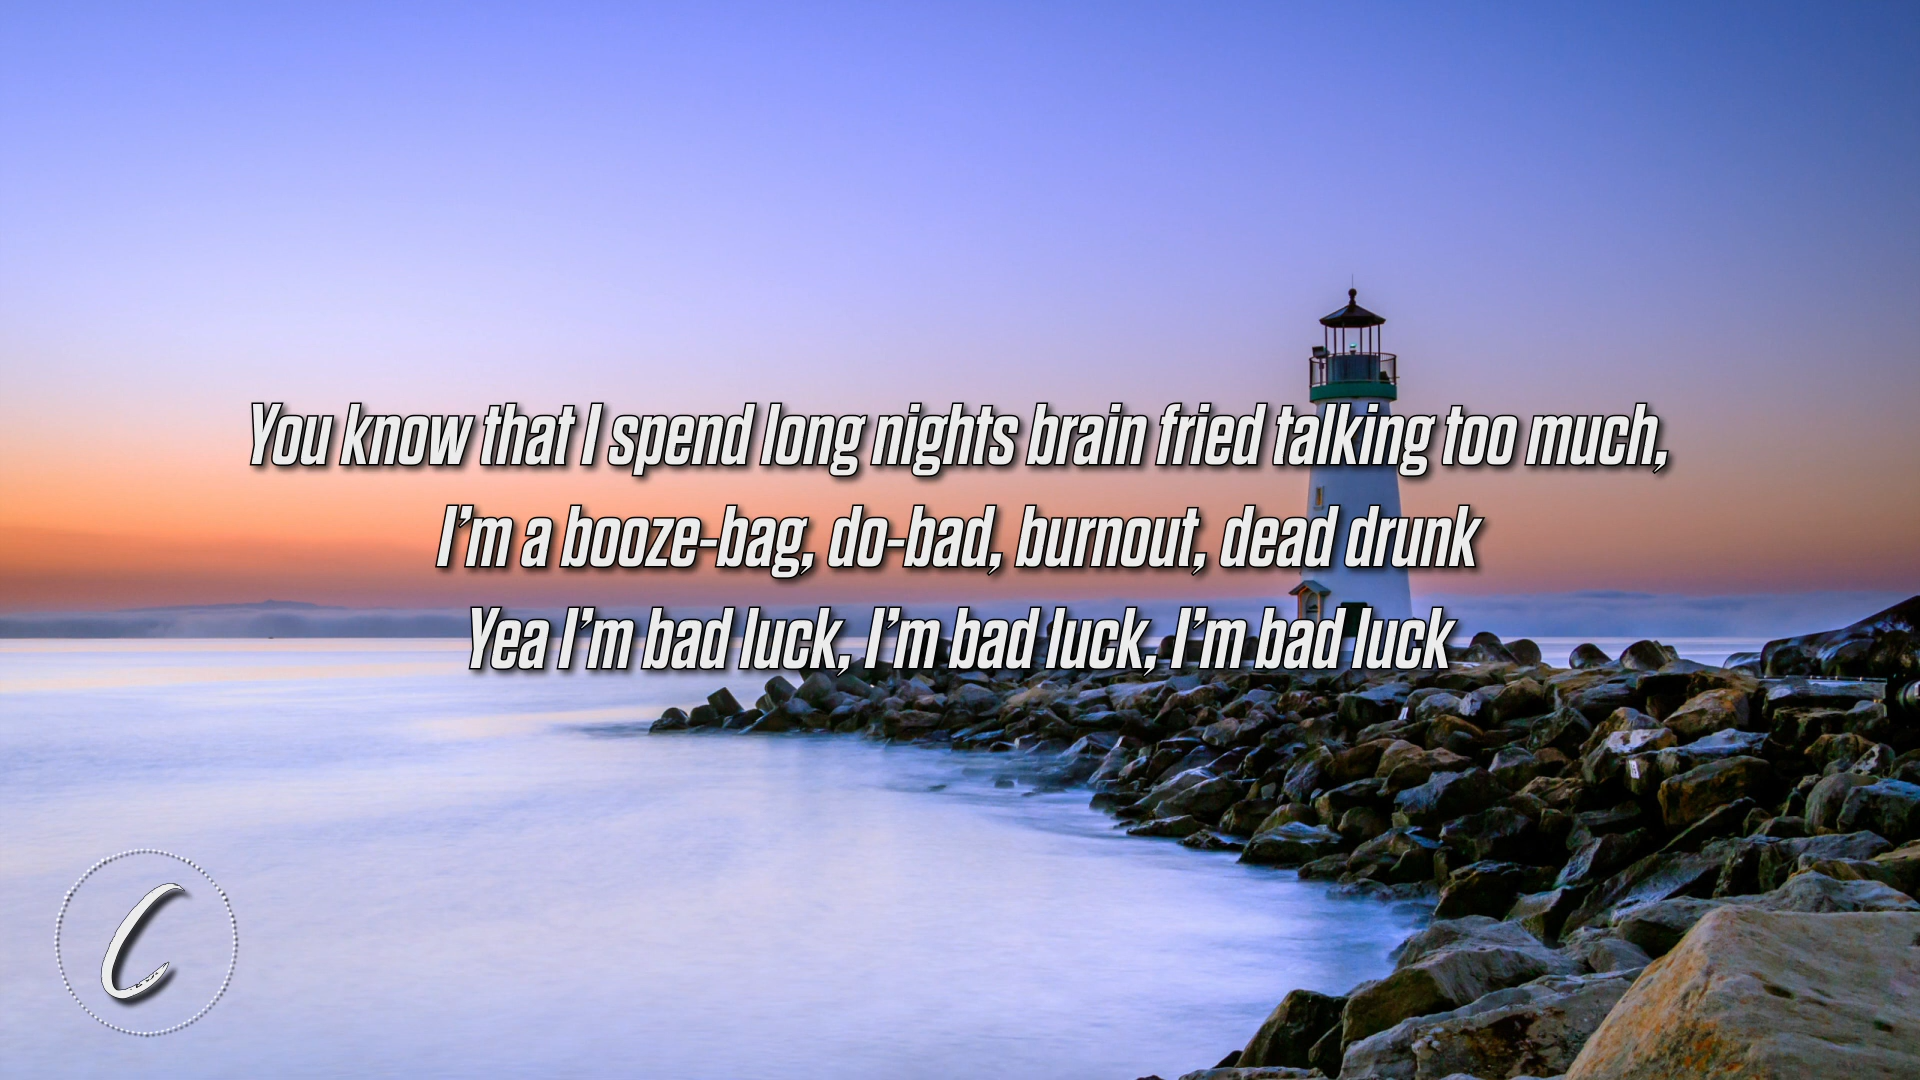 You know that I spend long nights brain fried talking too much,
I’m a booze-bag, do-bad, burnout, dead drunk
Yea I’m bad luck, I’m bad luck, I’m bad luck
C